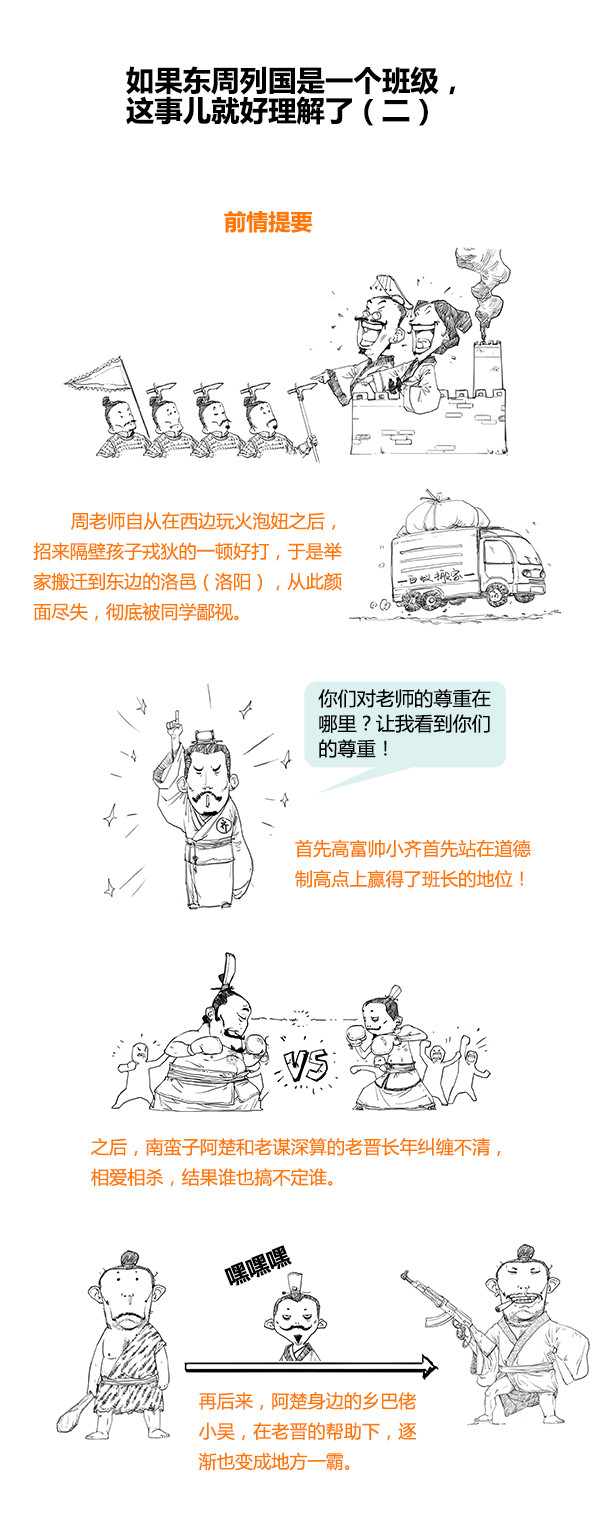 如果东周列国是一个班级，
这事儿就好理解了（二）
前情提要
周老师自从在西边玩火泡妞之后，
招来隔壁孩子戎狄的一顿好打，于是举
家搬迁到东边的洛邑（洛阳），从此颜
面尽失，彻底被同学鄙视。
蚂蚁搬家
你们对老师的尊重在
哪里？让我看到你们
的尊重！
齐
首先高富帅小齐首先站在道德
制高点上赢得了班长的地位！
VS
之后，南蛮子阿楚和老谋深算的老晋长年纠缠不清，
相爱相杀，结果谁也搞不定谁。
嘿嘿嘿
再后来，阿楚身边的乡巴佬
小吴，在老晋的帮助下，逐
渐也变成地方一霸。